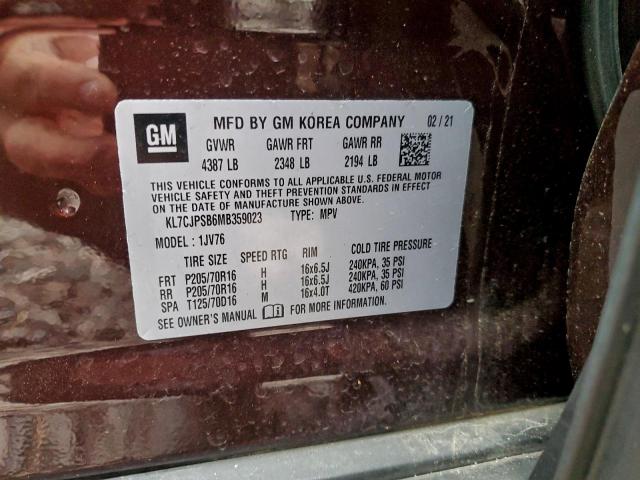 GM
MFD BY GM KOREA COMPANY 02/21
GVWR GAWR FRT GAWR RR
4387 LB 2348 LB 2194 LB
THIS VEHICLE CONFORMS TO ALL APPLICABLE U.S. FEDERAL MOTOR
VEHICLE SAFETY AND THEFT PREVENTION STANDARDS IN EFFECT
ON THE DATE OF MANUFACTURE SHOWN ABOVE.
KL7CJPSB6MB359023 TYPE: MPV
MODEL: 1JV76
TIRE SIZE SPEED RTG RIM COLD TIRE PRESSURE
FRT P205/70R16 H 16x6.5J 240KPA, 35 PSI
RR P205/70R16 H 16x6.5J 240KPA, 35 PSI
SPA T125/70D16 M 16x4.0T 420KPA, 60 PSI
SEE OWNER'S MANUAL FOR MORE INFORMATION.